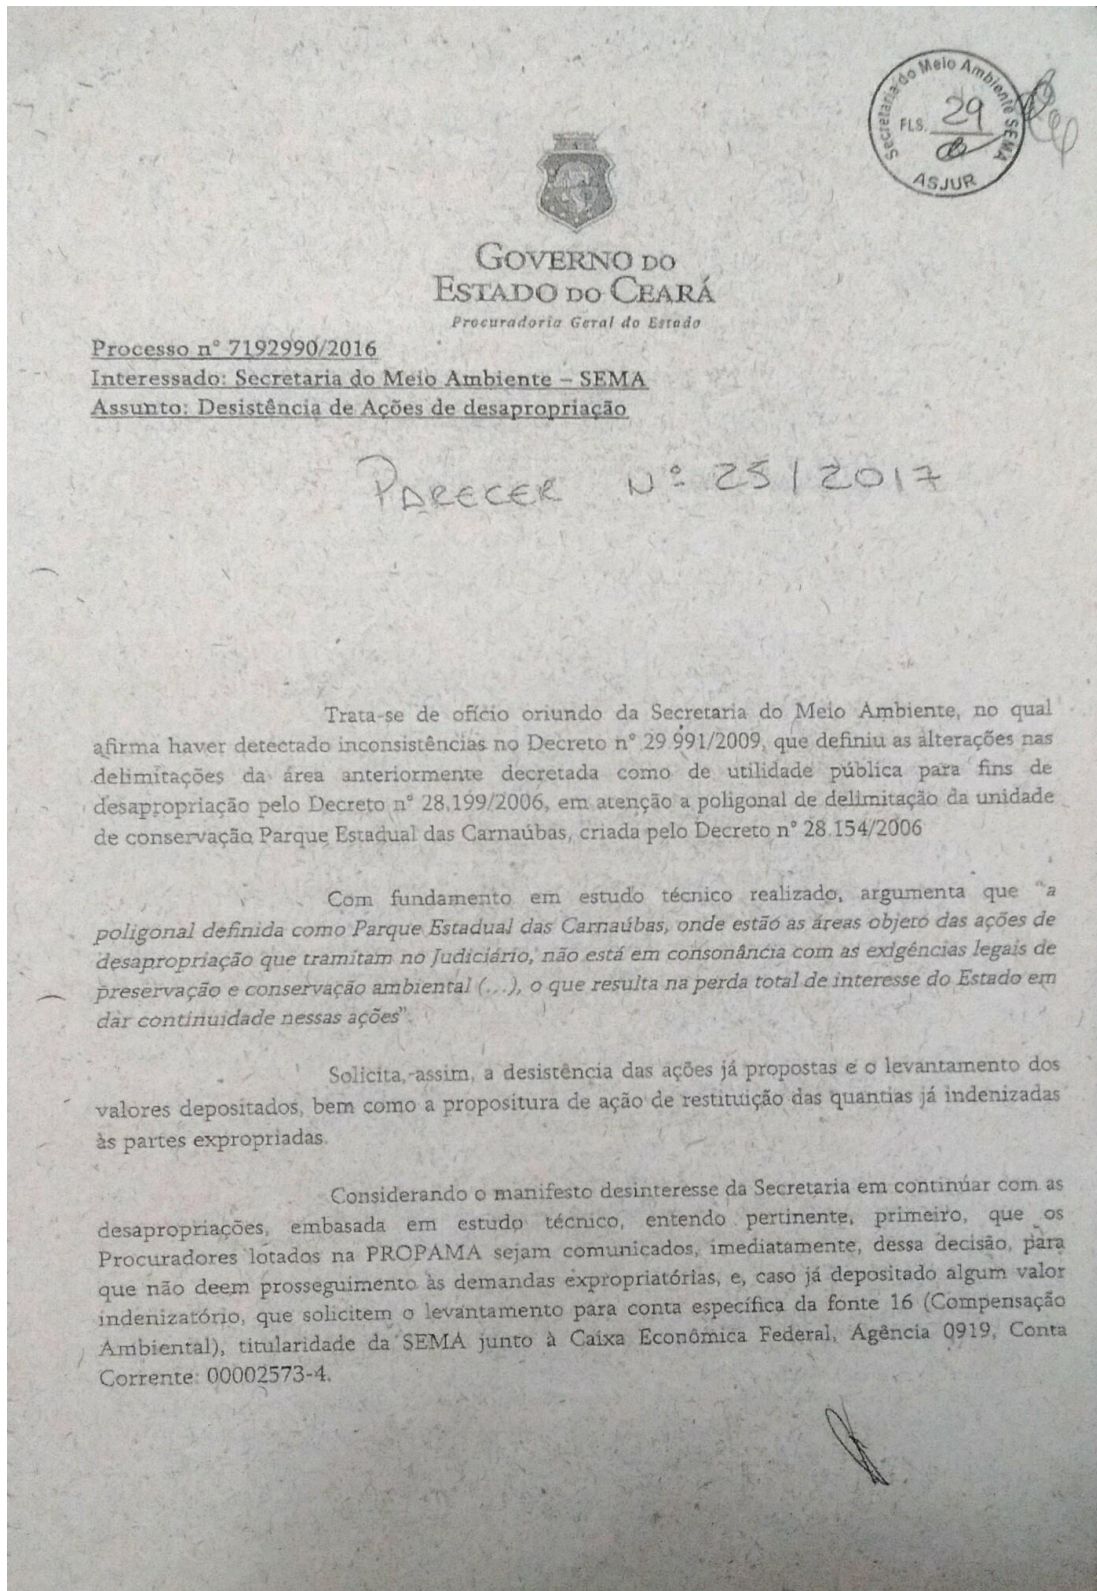 Secretaria do Meio Ambiente SEMA
FLS. 29
ASJUR
GOVERNO DO
ESTADO DO CEARÁ
Procuradoria Geral do Estado
Processo nº 7192990/2016
Interessado: Secretaria do Meio Ambiente – SEMA
Assunto: Desistência de Ações de desapropriação
PARECER Nº 25/2017
Trata-se de ofício oriundo da Secretaria do Meio Ambiente, no qual
afirma haver detectado inconsistências no Decreto nº 29.991/2009, que definiu as alterações nas
delimitações da área anteriormente decretada como de utilidade pública para fins de
desapropriação pelo Decreto nº 28.199/2006, em atenção a poligonal de delimitação da unidade
de conservação Parque Estadual das Carnaúbas, criada pelo Decreto nº 28.154/2006
Com fundamento em estudo técnico realizado, argumenta que "a
poligonal definida como Parque Estadual das Carnaúbas, onde estão as áreas objeto das ações de
desapropriação que tramitam no Judiciário, não está em consonância com as exigências legais de
preservação e conservação ambiental (...), o que resulta na perda total de interesse do Estado em
dar continuidade nessas ações".
Solicita, assim, a desistência das ações já propostas e o levantamento dos
valores depositados, bem como a propositura de ação de restituição das quantias já indenizadas
às partes expropriadas.
Considerando o manifesto desinteresse da Secretaria em continuar com as
desapropriações, embasada em estudo técnico, entendo pertinente, primeiro, que os
Procuradores lotados na PROPAMA sejam comunicados, imediatamente, dessa decisão, para
que não deem prosseguimento às demandas expropriatórias, e, caso já depositado algum valor
indenizatório, que solicitem o levantamento para conta específica da fonte 16 (Compensação
Ambiental), titularidade da SEMA junto à Caixa Econômica Federal, Agência 0919, Conta
Corrente: 00002573-4.